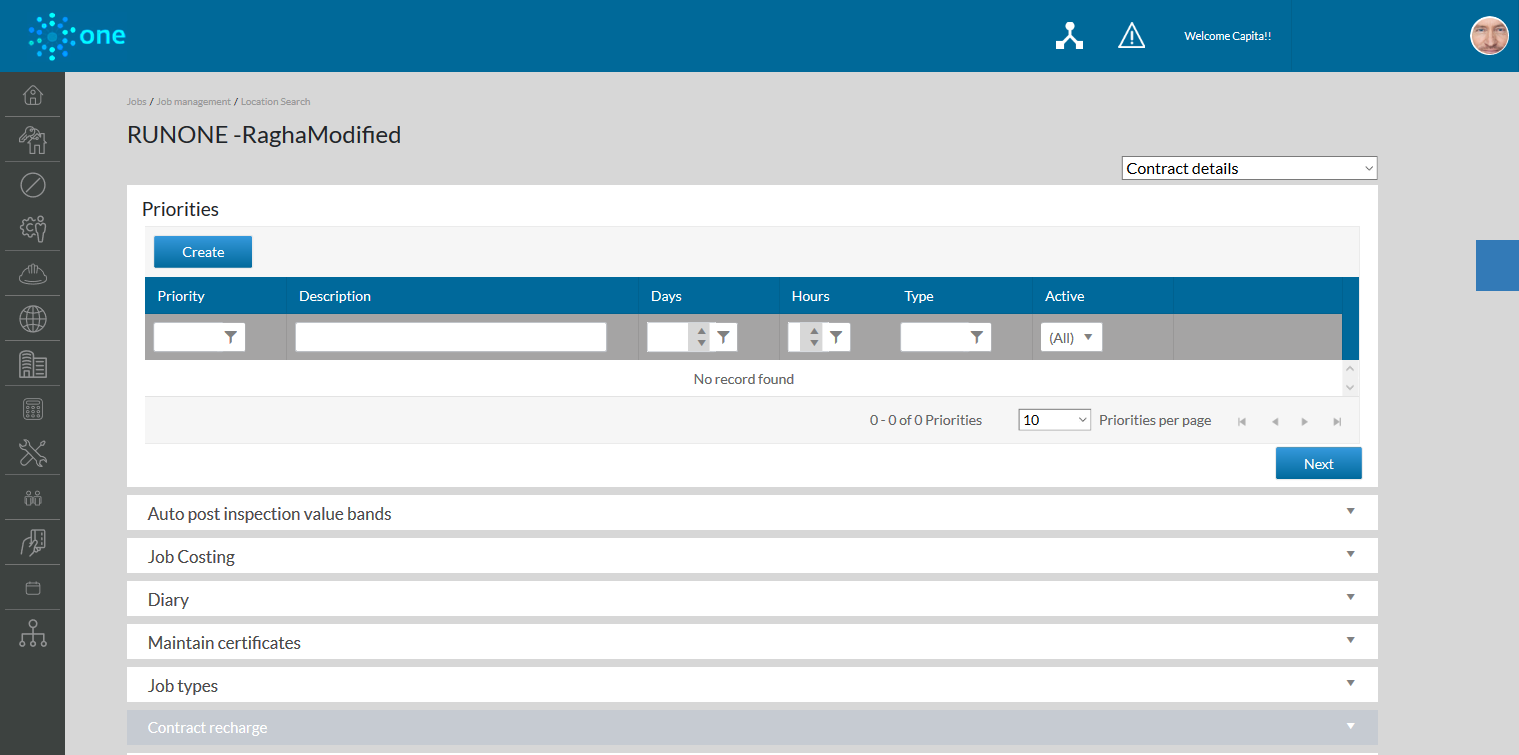 one
Welcome Capita!!
Jobs / Job management / Location Search
RUNONE -RaghaModified
Contract details
Priorities
Create
Priority Description Days Hours Type Active
(All)
No record found
0 - 0 of 0 Priorities 10 Priorities per page
Next
Auto post inspection value bands
Job Costing
Diary
Maintain certificates
Job types
Contract recharge